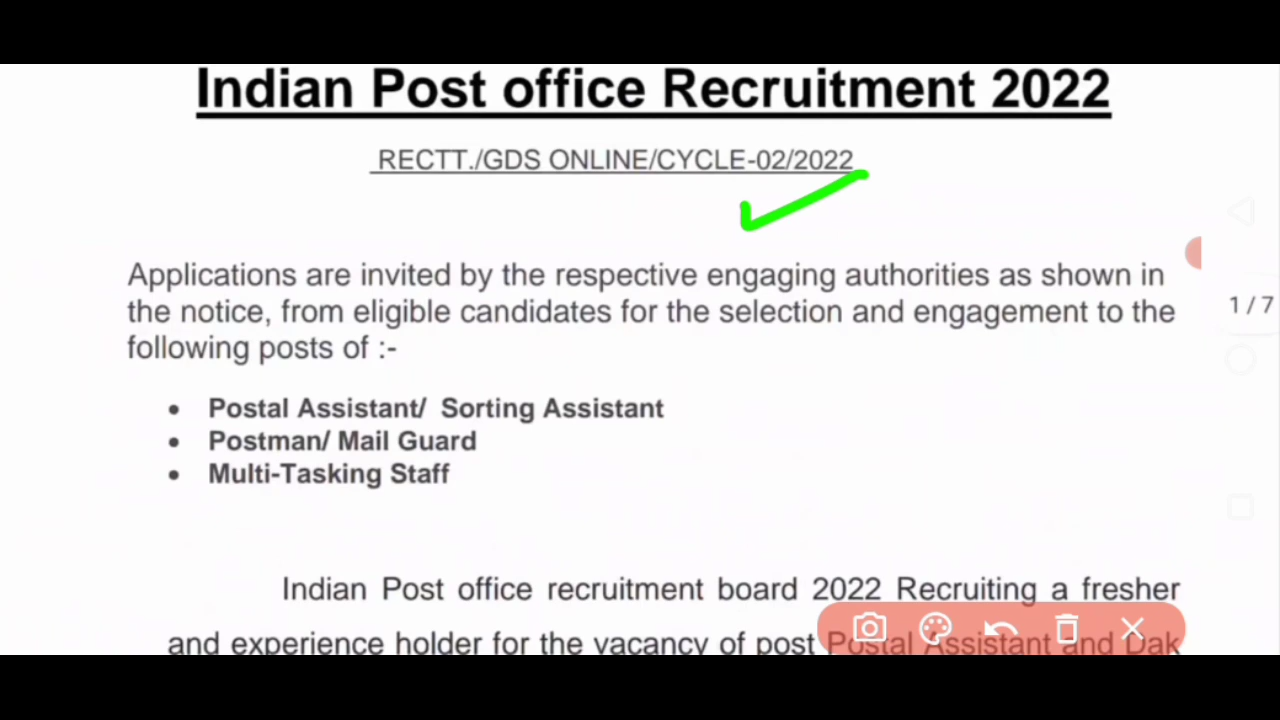 Indian Post office Recruitment 2022
RECTT./GDS ONLINE/CYCLE-02/2022
Applications are invited by the respective engaging authorities as shown in
the notice, from eligible candidates for the selection and engagement to the
following posts of :-
• Postal Assistant/ Sorting Assistant
• Postman/ Mail Guard
• Multi-Tasking Staff
1/7
Indian Post office recruitment board 2022 Recruiting a fresher
and experience holder for the vacancy of post Postal Assistant and Dak